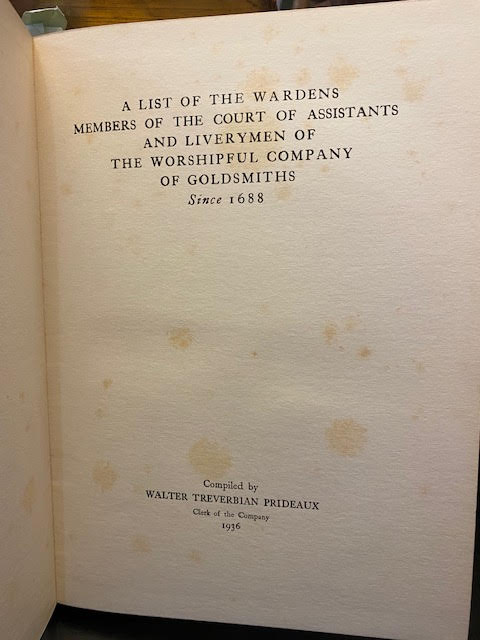 A LIST OF THE WARDENS
MEMBERS OF THE COURT OF ASSISTANTS
AND LIVERYMEN OF
THE WORSHIPFUL COMPANY
OF GOLDSMITHS
Since 1688
Compiled by
WALTER TREVERBIAN PRIDEAUX
Clerk of the Company
1936